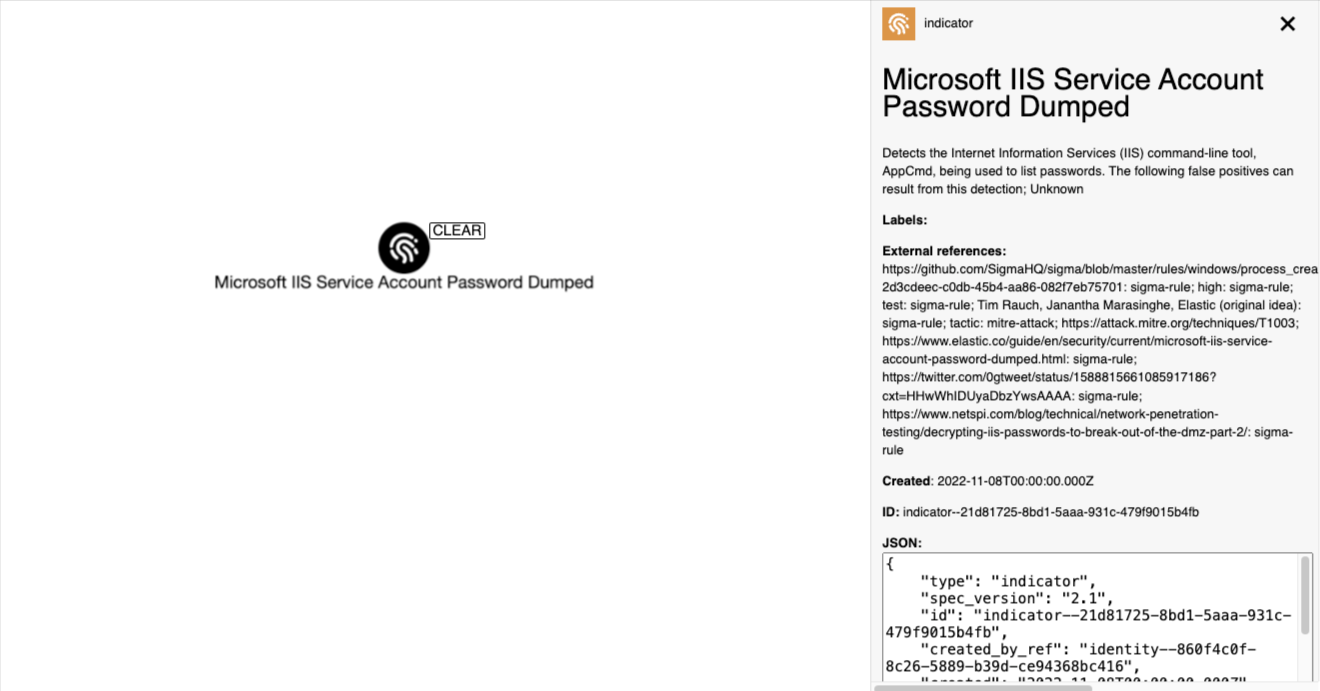 CLEAR
Microsoft IIS Service Account Password Dumped
indicator
Microsoft IIS Service Account
Password Dumped
Detects the Internet Information Services (IIS) command-line tool,
AppCmd, being used to list passwords. The following false positives can
result from this detection; Unknown
Labels:
External references:
https://github.com/SigmaHQ/sigma/blob/master/rules/windows/process_crea
2d3cdeec-c0db-45b4-aa86-082f7eb75701: sigma-rule; high: sigma-rule;
test: sigma-rule; Tim Rauch, Janantha Marasinghe, Elastic (original idea):
sigma-rule; tactic: mitre-attack; https://attack.mitre.org/techniques/T1003;
https://www.elastic.co/guide/en/security/current/microsoft-iis-service-
account-password-dumped.html: sigma-rule;
https://twitter.com/0gtweet/status/1588815661085917186?
cxt=HHwWhIDUyaDbzYwsAAAA: sigma-rule;
https://www.netspi.com/blog/technical/network-penetration-
testing/decrypting-iis-passwords-to-break-out-of-the-dmz-part-2/: sigma-
rule
Created: 2022-11-08T00:00:00.000Z
ID: indicator--21d81725-8bd1-5aaa-931c-479f9015b4fb
JSON:
{
"type": "indicator",
"spec_version": "2.1",
"id": "indicator--21d81725-8bd1-5aaa-931c-
479f9015b4fb",
"created_by_ref": "identity--860f4c0f-
8c26-5889-b39d-ce94368bc416",
"created": "2022-11-08T00:00:00.000Z",